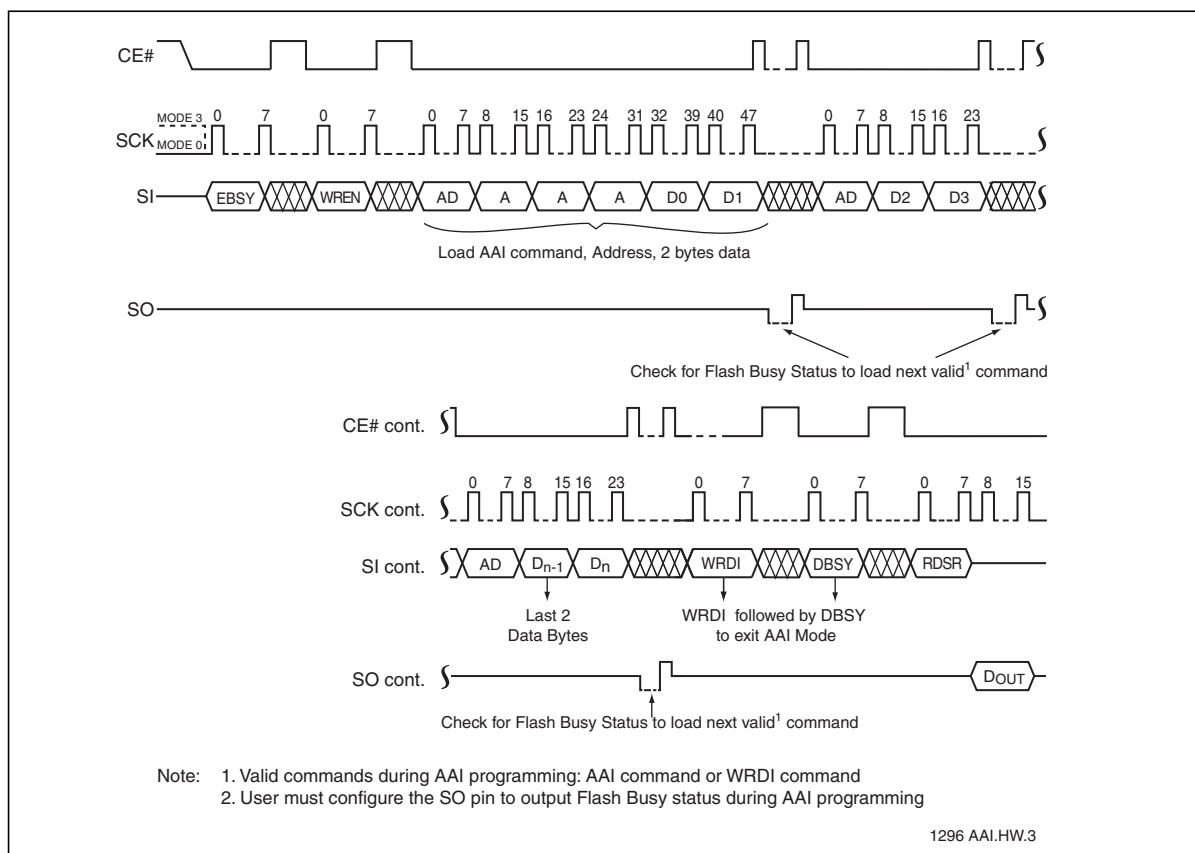 CE#
MODE 3 0 7 0 7 0 7 8 15 16 23 24 31 32 39 40 47 0 7 8 15 16 23
SCK MODE 0
SI EBSY WREN AD A A A D0 D1 AD D2 D3
Load AAI command, Address, 2 bytes data
SO
Check for Flash Busy Status to load next valid1 command
CE# cont.
0 7 8 15 16 23 0 7 0 7 0 7 8 15
SCK cont.
SI cont. AD Dn-1 Dn WRDI DBSY RDSR
Last 2 WRDI followed by DBSY
Data Bytes to exit AAI Mode
SO cont. DOUT
Check for Flash Busy Status to load next valid1 command
Note: 1. Valid commands during AAI programming: AAI command or WRDI command
2. User must configure the SO pin to output Flash Busy status during AAI programming
1296 AAI.HW.3